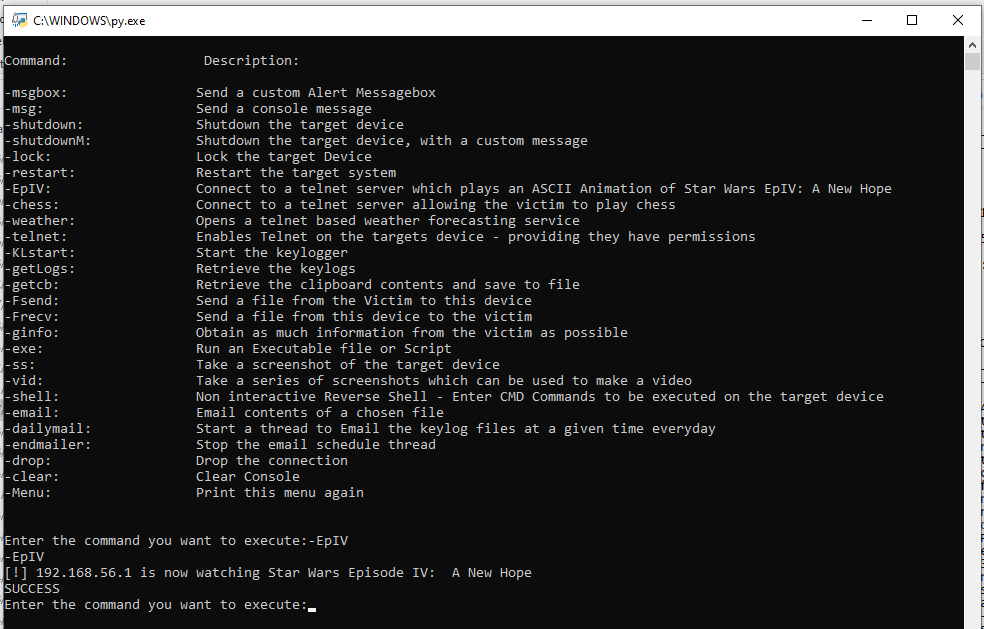 C:\WINDOWS\py.exe
Command: Description:
-msgbox: Send a custom Alert Messagebox
-msg: Send a console message
-shutdown: Shutdown the target device
-shutdownM: Shutdown the target device, with a custom message
-lock: Lock the target Device
-restart: Restart the target system
-EpIV: Connect to a telnet server which plays an ASCII Animation of Star Wars EpIV: A New Hope
-chess: Connect to a telnet server allowing the victim to play chess
-weather: Opens a telnet based weather forecasting service
-telnet: Enables Telnet on the targets device - providing they have permissions
-KLstart: Start the keylogger
-getLogs: Retrieve the keylogs
-getcb: Retrieve the clipboard contents and save to file
-Fsend: Send a file from the Victim to this device
-Frecv: Send a file from this device to the victim
-ginfo: Obtain as much information from the victim as possible
-exe: Run an Executable file or Script
-ss: Take a screenshot of the target device
-vid: Take a series of screenshots which can be used to make a video
-shell: Non interactive Reverse Shell - Enter CMD Commands to be executed on the target device
-email: Email contents of a chosen file
-dailymail: Start a thread to Email the keylog files at a given time everyday
-endmailer: Stop the email schedule thread
-drop: Drop the connection
-clear: Clear Console
-Menu: Print this menu again
Enter the command you want to execute:-EpIV
-EpIV
[!] 192.168.56.1 is now watching Star Wars Episode IV:  A New Hope
SUCCESS
Enter the command you want to execute: